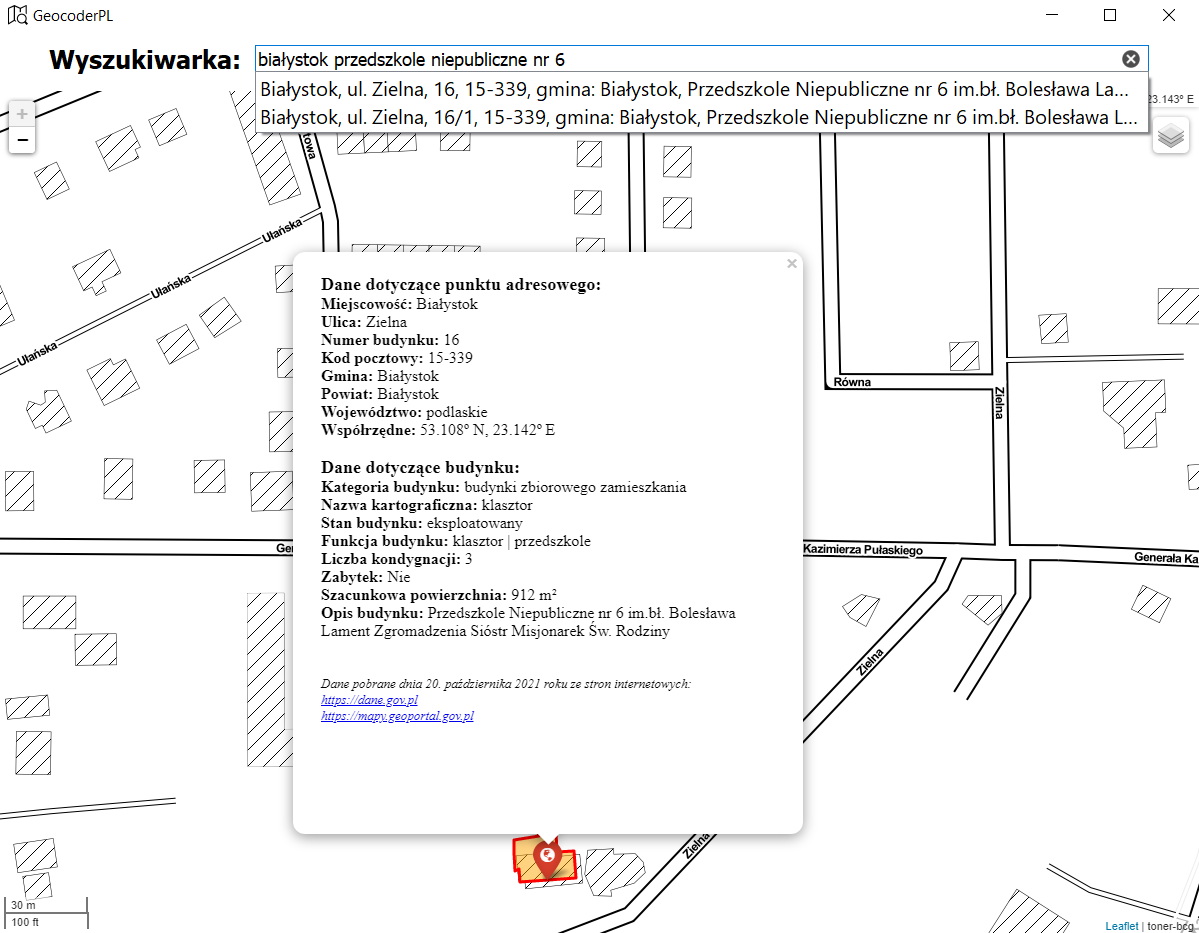 GeocoderPL
Wyszukiwarka:
białystok przedszkole niepubliczne nr 6
Białystok, ul. Zielna, 16, 15-339, gmina: Białystok, Przedszkole Niepubliczne nr 6 im.bł. Bolesława La...
Białystok, ul. Zielna, 16/1, 15-339, gmina: Białystok, Przedszkole Niepubliczne nr 6 im.bł. Bolesława L...
23.143° E
+
−
towa
Ułańska
Ułańska
Ułańska
Równa
Zielna
Dane dotyczące punktu adresowego:
Miejscowość: Białystok
Ulica: Zielna
Numer budynku: 16
Kod pocztowy: 15-339
Gmina: Białystok
Powiat: Białystok
Województwo: podlaskie
Współrzędne: 53.108° N, 23.142° E
Dane dotyczące budynku:
Kategoria budynku: budynki zbiorowego zamieszkania
Nazwa kartograficzna: klasztor
Stan budynku: eksploatowany
Funkcja budynku: klasztor | przedszkole
Liczba kondygnacji: 3
Zabytek: Nie
Szacunkowa powierzchnia: 912 m²
Opis budynku: Przedszkole Niepubliczne nr 6 im.bł. Bolesława
Lament Zgromadzenia Sióstr Misjonarek Św. Rodziny
Dane pobrane dnia 20. października 2021 roku ze stron internetowych:
https://dane.gov.pl
https://mapy.geoportal.gov.pl
Gen
Kazimierza Pułaskiego
Generała Ka
Zielna
Zielna
30 m
100 ft
Leaflet | toner-bcg